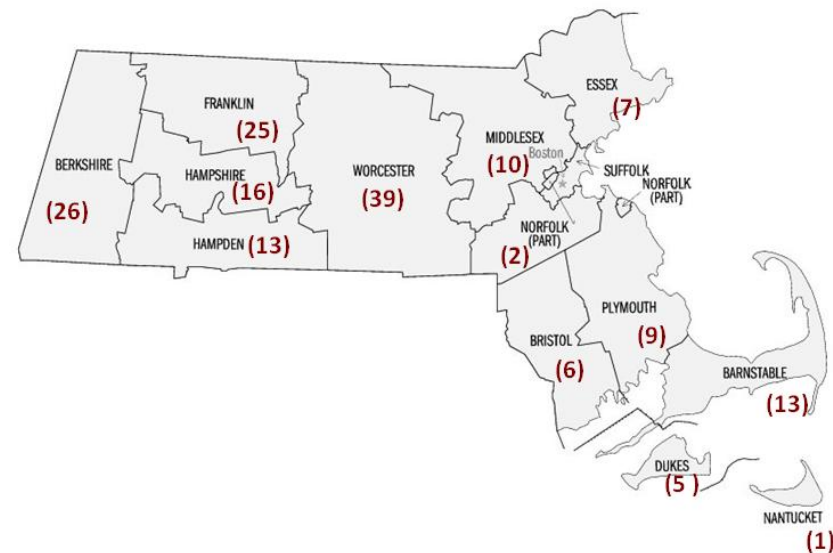 ESSEX
(7)
FRANKLIN
(25)
MIDDLESEX
(10)
Boston
BERKSHIRE
(26)
HAMPSHIRE
(16)
WORCESTER
(39)
SUFFOLK
NORFOLK
(PART)
HAMPDEN (13)
NORFOLK
(PART)
(2)
PLYMOUTH
(9)
BRISTOL
(6)
BARNSTABLE
(13)
DUKES
(5 )
NANTUCKET
(1)